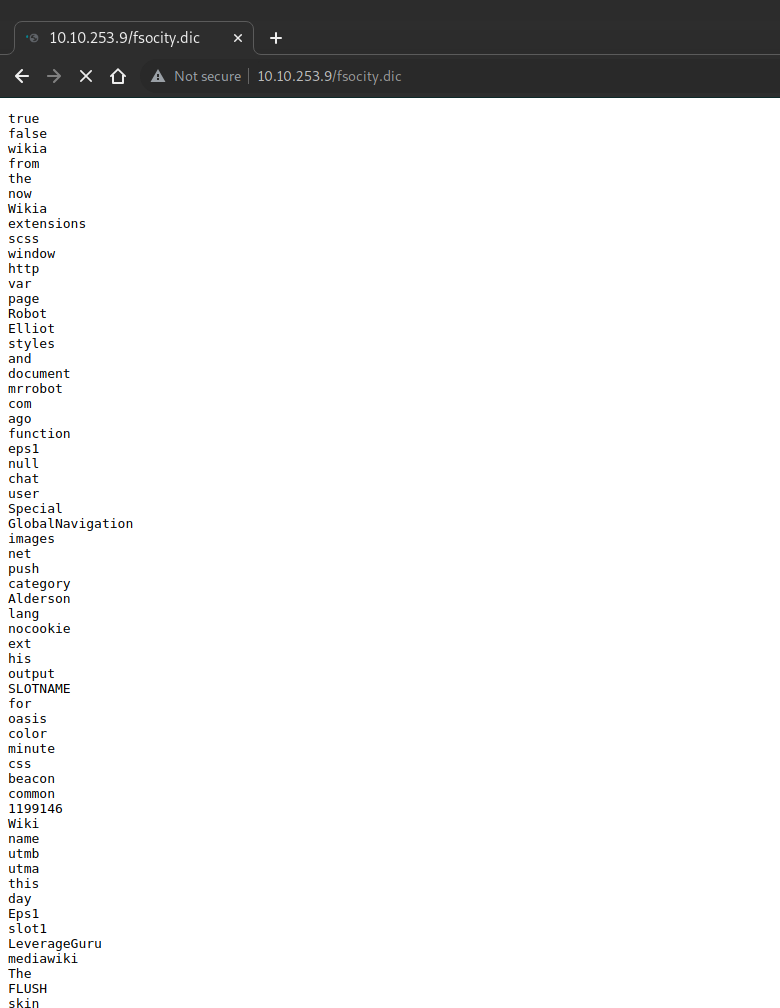 10.10.253.9/fsocity.dic
Not secure 10.10.253.9/fsocity.dic
true
false
wikia
from
the
now
Wikia
extensions
scss
window
http
var
page
Robot
Elliot
styles
and
document
mrrobot
com
ago
function
eps1
null
chat
user
Special
GlobalNavigation
images
net
push
category
Alderson
lang
nocookie
ext
his
output
SLOTNAME
for
oasis
color
minute
css
beacon
common
1199146
Wiki
name
utmb
utma
this
day
Eps1
slot1
LeverageGuru
mediawiki
The
FLUSH
skin